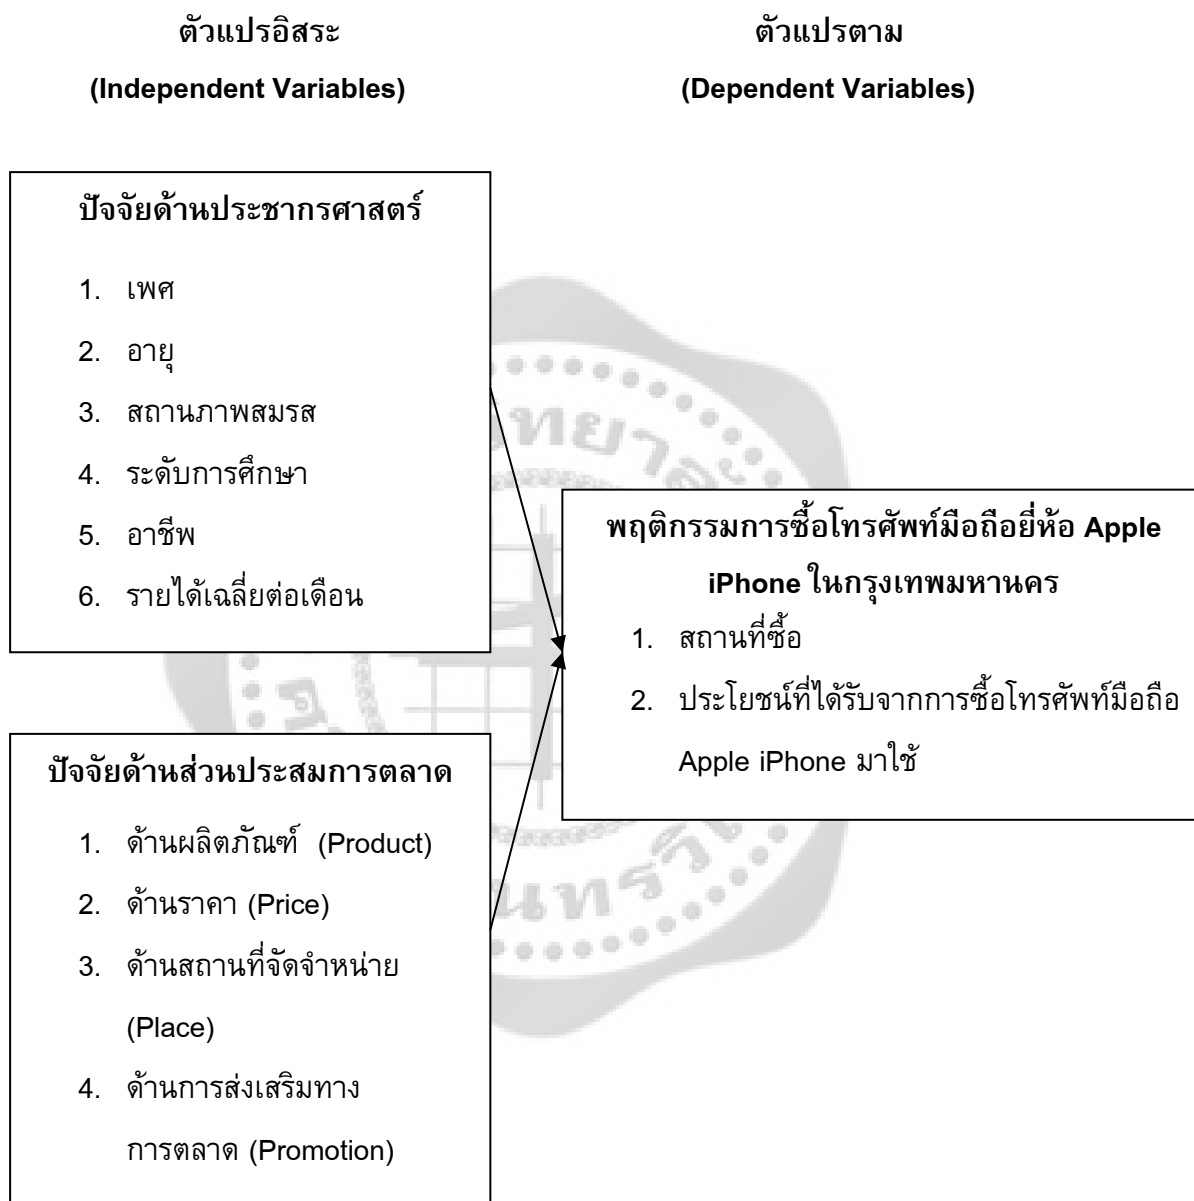 ตัวแปรอิสระ
(Independent Variables)
ตัวแปรตาม
(Dependent Variables)
ปัจจัยด้านประชากรศาสตร์
1. เพศ
2. อายุ
3. สถานภาพสมรส
4. ระดับการศึกษา
5. อาชีพ
6. รายได้เฉลี่ยต่อเดือน
พฤติกรรมการซื้อโทรศัพท์มือถือยี่ห้อ Apple
iPhone ในกรุงเทพมหานคร
1. สถานที่ซื้อ
2. ประโยชน์ที่ได้รับจากการซื้อโทรศัพท์มือถือ
Apple iPhone มาใช้
ปัจจัยด้านส่วนประสมการตลาด
1. ด้านผลิตภัณฑ์ (Product)
2. ด้านราคา (Price)
3. ด้านสถานที่จัดจำหน่าย
(Place)
4. ด้านการส่งเสริมทาง
การตลาด (Promotion)